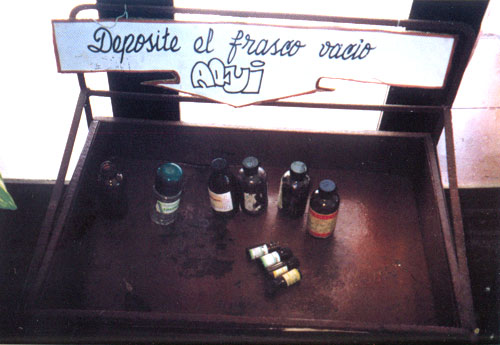 Deposite el frasco vacio
AQUI